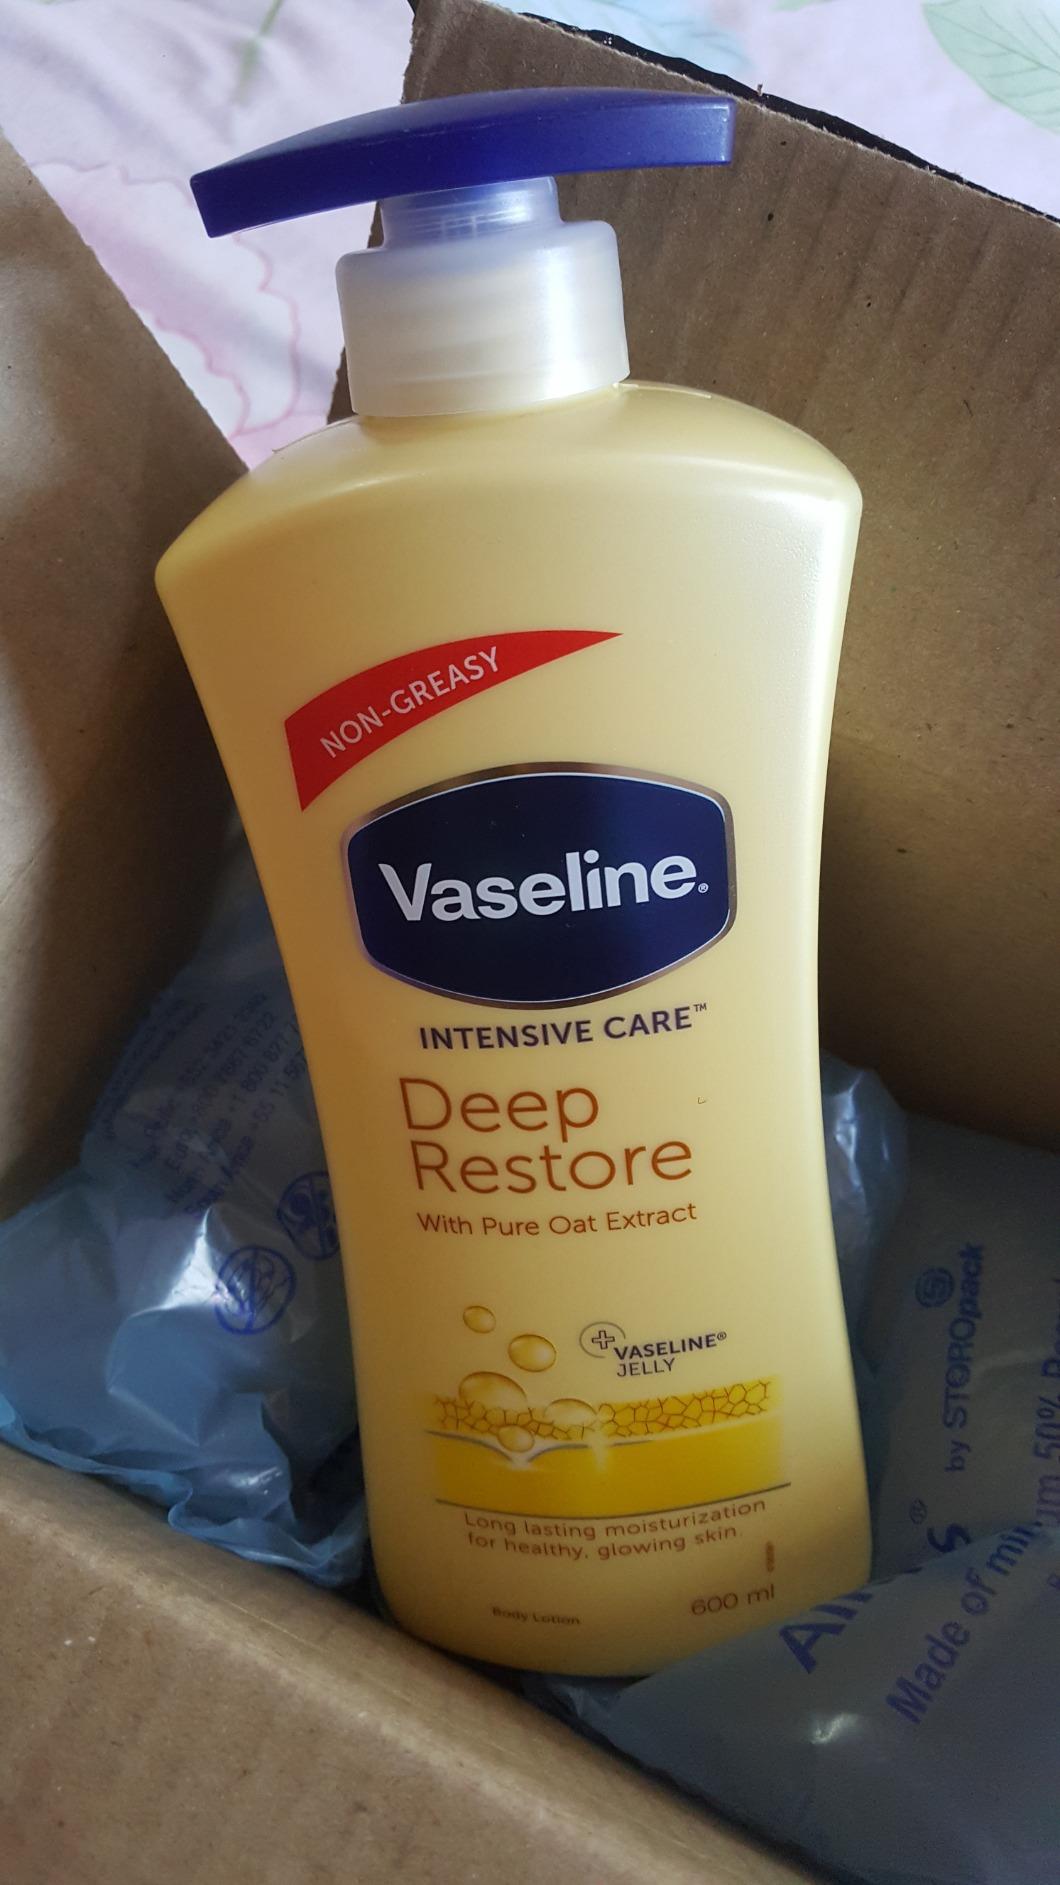 NON-GREASY
Vaseline®
INTENSIVE CARE™
Deep
Restore
With Pure Oat Extract
VASELINE®
JELLY
Long lasting moisturization
for healthy, glowing skin.
Body Lotion
600 ml
by STOROpack
Made of
50%